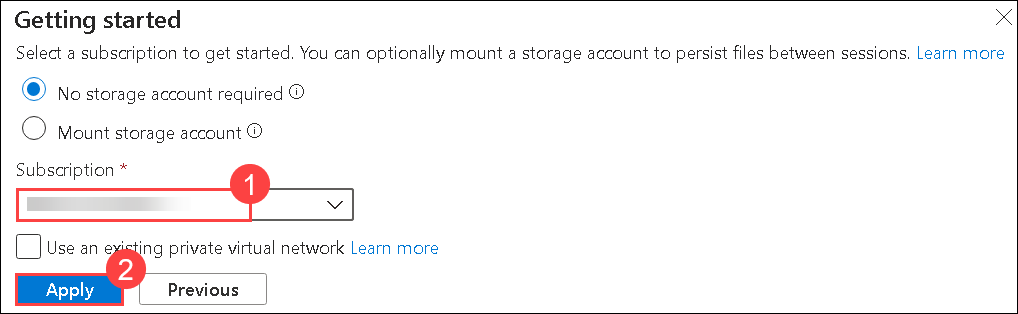 Getting started
Select a subscription to get started. You can optionally mount a storage account to persist files between sessions. Learn more
No storage account required
Mount storage account
Subscription *
1
Use an existing private virtual network Learn more
2
Apply
Previous